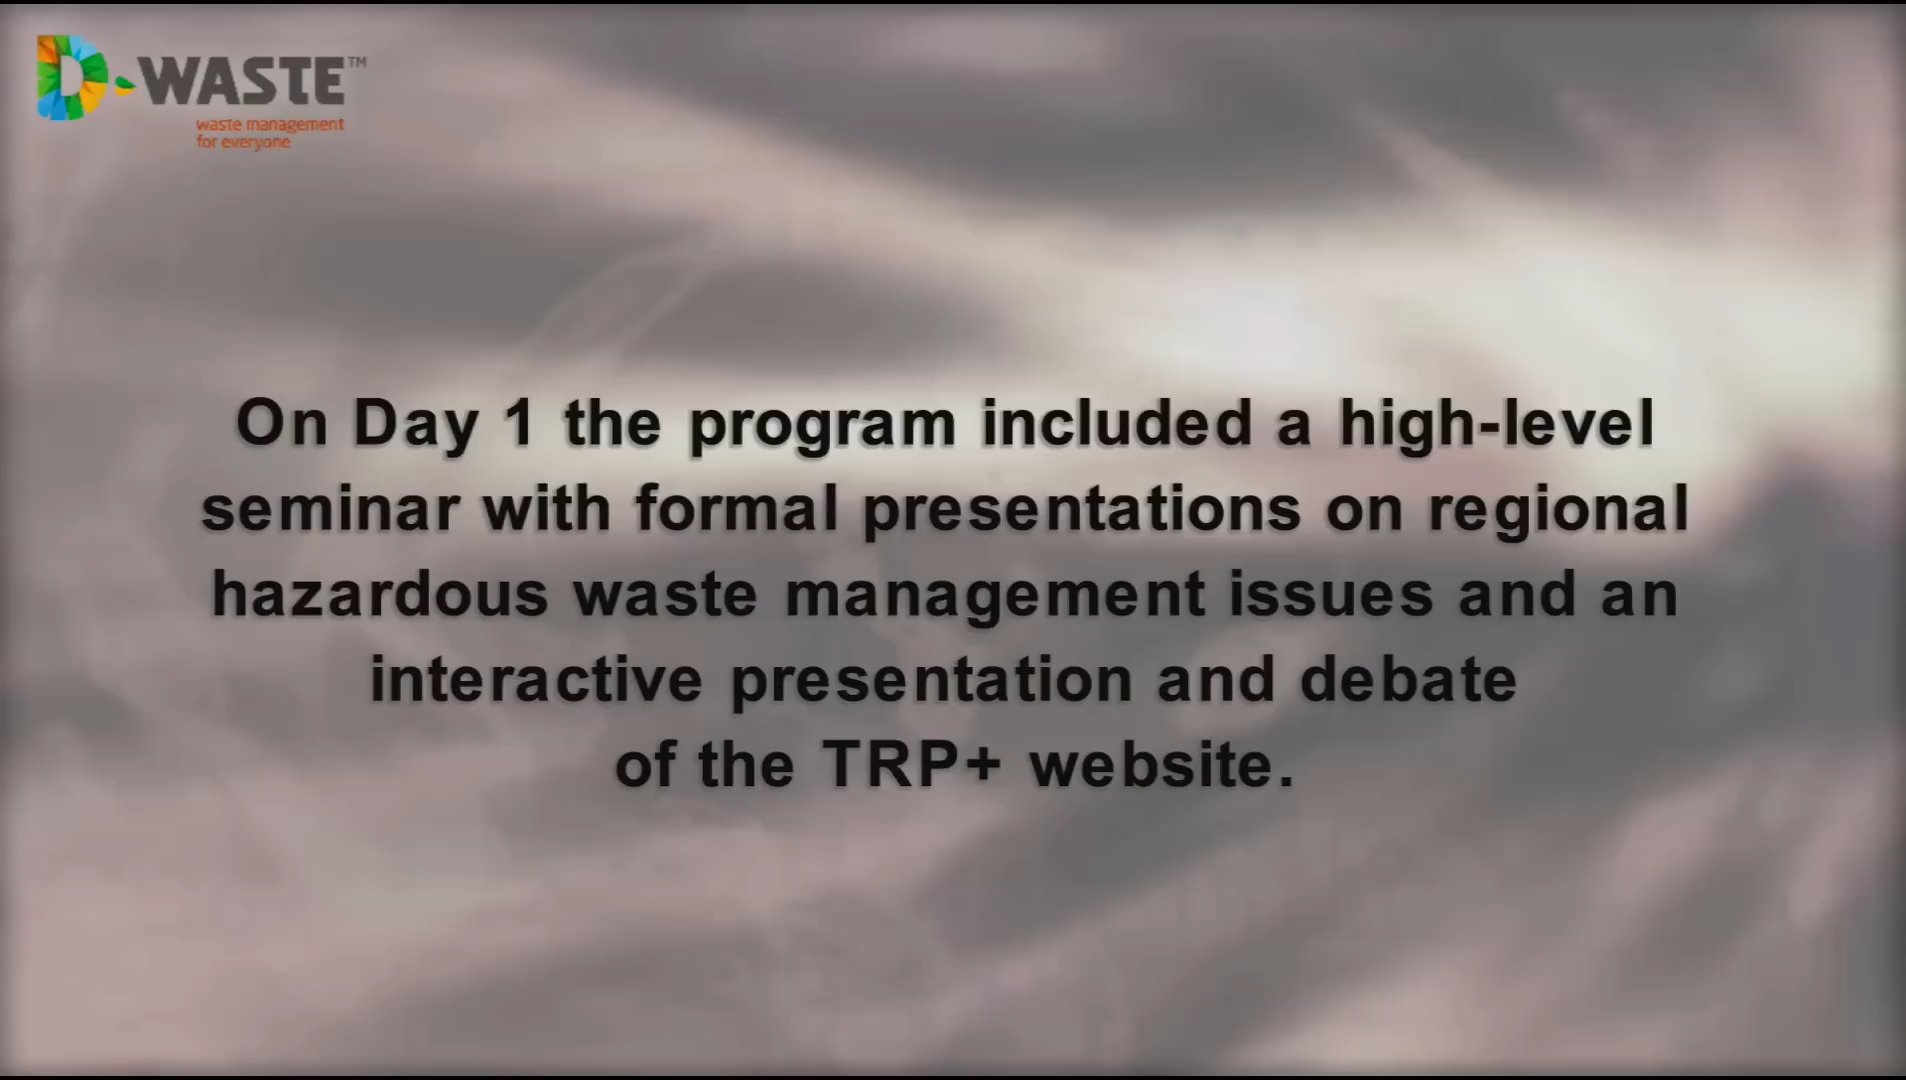 D-WASTE™
waste management
for everyone
On Day 1 the program included a high-level
seminar with formal presentations on regional
hazardous waste management issues and an
interactive presentation and debate
of the TRP+ website.